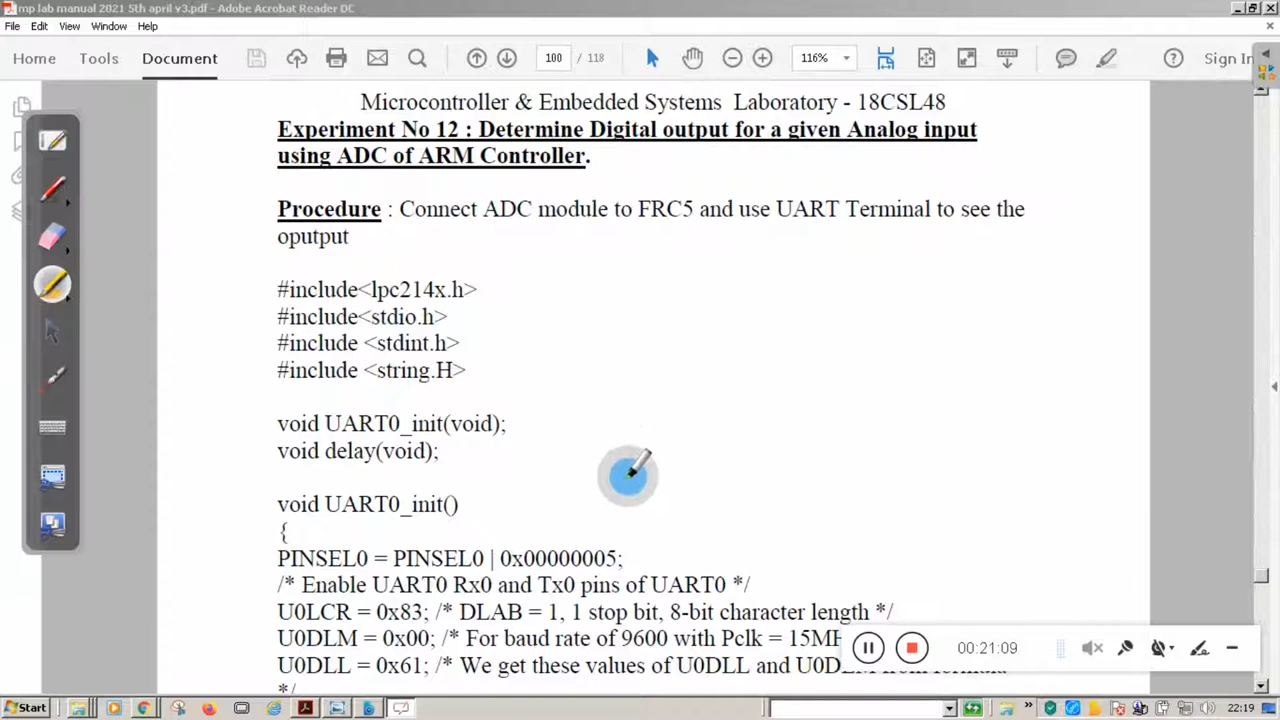 mp lab manual 2021 5th april v3.pdf - Adobe Acrobat Reader DC
File Edit View Window Help
Home Tools Document 100 / 118 116% Sign In
Microcontroller & Embedded Systems Laboratory - 18CSL48
Experiment No 12 : Determine Digital output for a given Analog input
using ADC of ARM Controller.
Procedure : Connect ADC module to FRC5 and use UART Terminal to see the
oputput
#include<lpc214x.h>
#include<stdio.h>
#include <stdint.h>
#include <string.H>
void UART0_init(void);
void delay(void);
void UART0_init()
{
PINSEL0 = PINSEL0 | 0x00000005;
/* Enable UART0 Rx0 and Tx0 pins of UART0 */
U0LCR = 0x83; /* DLAB = 1, 1 stop bit, 8-bit character length */
U0DLM = 0x00; /* For baud rate of 9600 with Pclk = 15M
U0DLL = 0x61; /* We get these values of U0DLL and
*/
00:21:09
Start 22:19